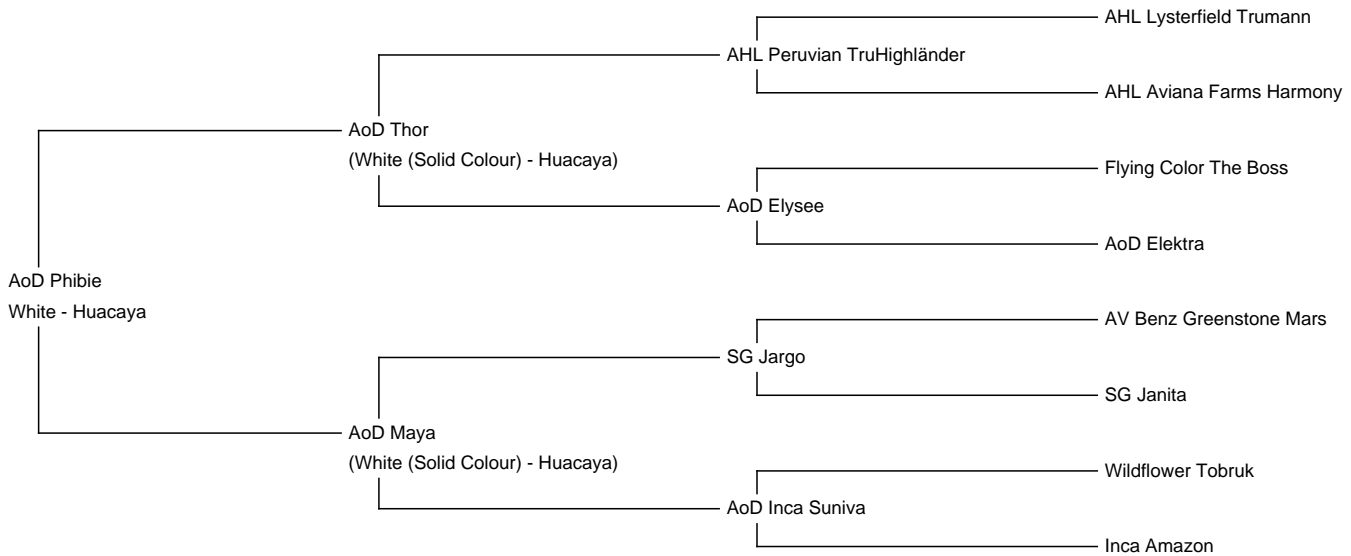 AHL Lysterfield Trumann
AHL Peruvian TruHighländer
AHL Aviana Farms Harmony
AoD Thor
(White (Solid Colour) - Huacaya)
Flying Color The Boss
AoD Elysee
AoD Elektra
AoD Phibie
White - Huacaya
AV Benz Greenstone Mars
SG Jargo
SG Janita
AoD Maya
(White (Solid Colour) - Huacaya)
Wildflower Tobruk
AoD Inca Suniva
Inca Amazon